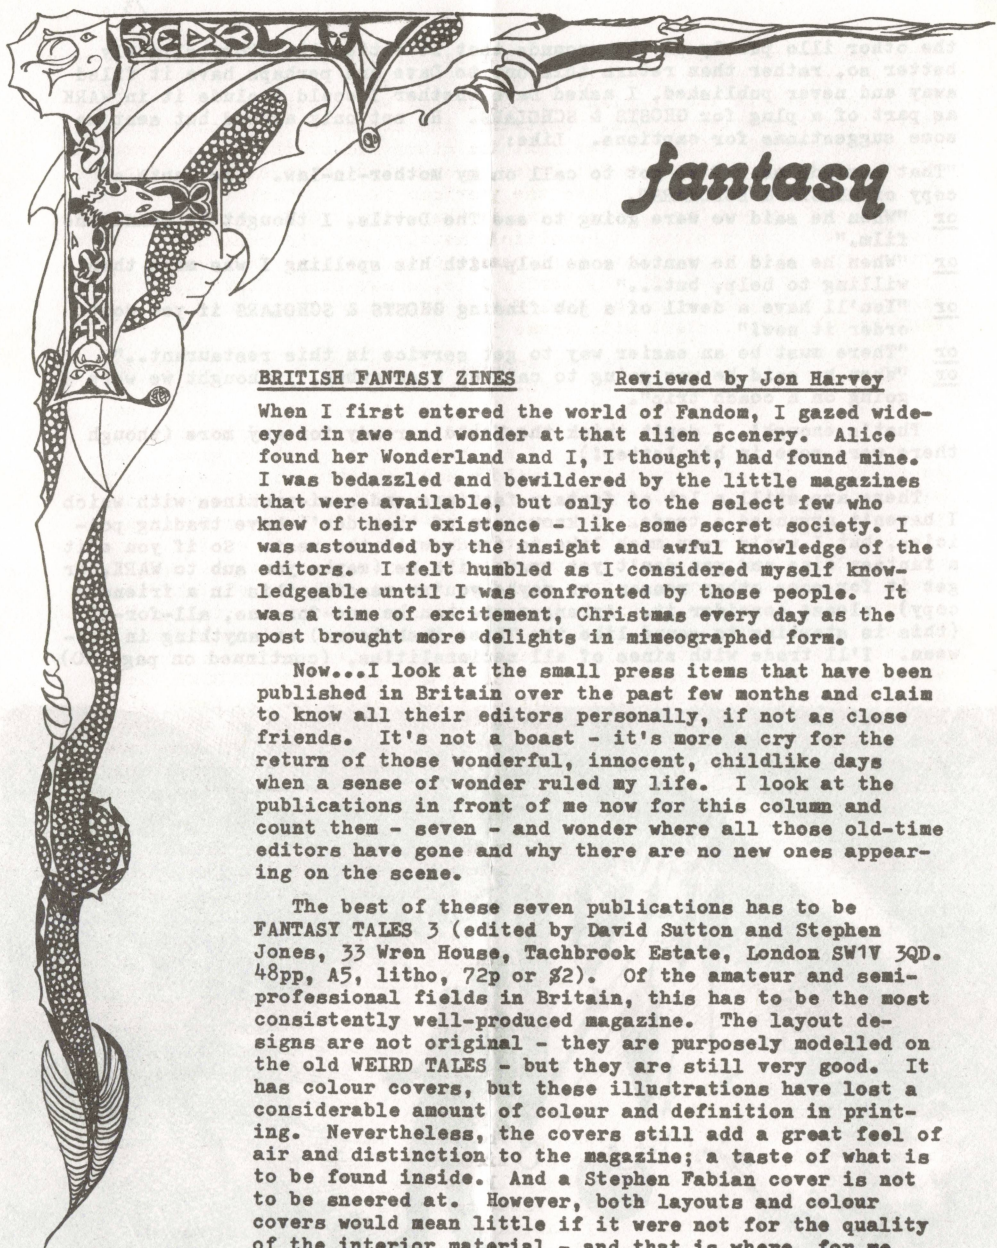 fantasy
BRITISH FANTASY ZINES Reviewed by Jon Harvey
When I first entered the world of Fandom, I gazed wide-
eyed in awe and wonder at that alien scenery. Alice
found her Wonderland and I, I thought, had found mine.
I was bedazzled and bewildered by the little magazines
that were available, but only to the select few who
knew of their existence - like a sacred society. I
was astounded by the insight and awful knowledge of the
editors. I felt humbled as I considered myself know-
ledgeable until I was confronted by those people. It
was a time of excitement, Christmas every day as the
post brought more delights in mimeographed form.
Now...I look at the small press items that have been
published in Britain over the past few months and claim
to know all their editors personally, if not as close
friends. It's not a boast - it's more a cry for the
return of those wonderful, innocent, childlike days
when a sense of wonder ruled my life. I look at the
publications in front of me now for this column and
count them - seven - and wonder where all those old-time
editors have gone and why there are no new ones appear-
ing on the scene.
The best of these seven publications has to be
FANTASY TALES 3 (edited by David Sutton and Stephen
Jones, 33 Wren House, Tachbrook Estate, London SW1V 3QD.
48pp, A5, litho, 72p or $2). Of the amateur and semi-
professional fields in Britain, this has to be the most
consistently well-produced magazine. The layout de-
signs are not original - they are purposely modelled on
the old WEIRD TALES - but they are still very good. It
has colour covers, but these illustrations have lost a
considerable amount of colour and definition in print-
ing. Nevertheless, the covers still add a great feel of
air and distinction to the magazine; a taste of what is
to be found inside. And a Stephen Fabian cover is not
to be sneered at. However, both layouts and colour
covers would mean little if it were not for the quality
of the interior material - and that is where, for me